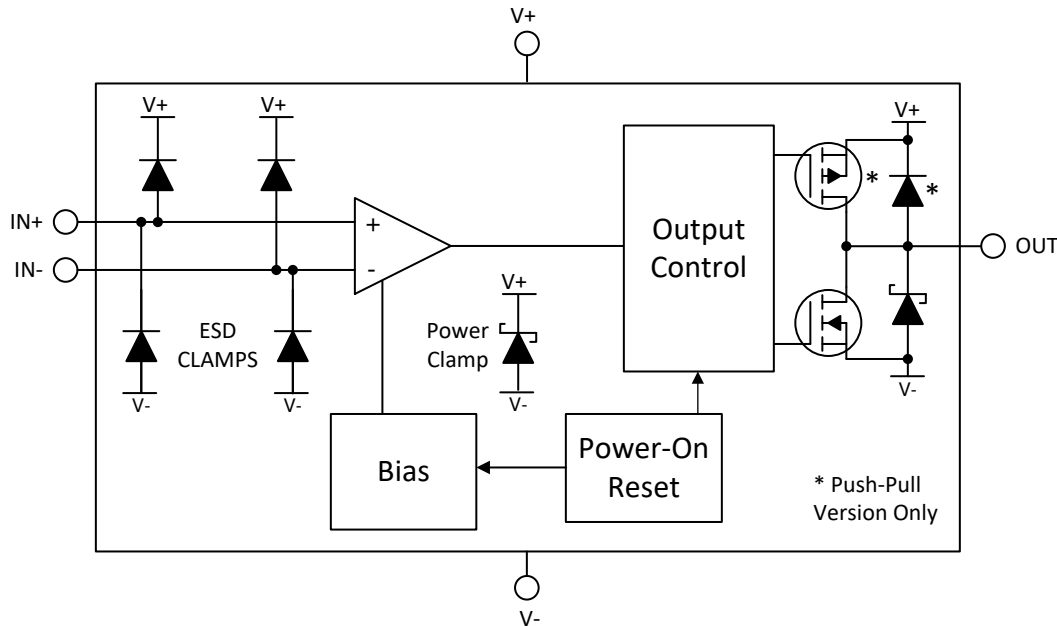 V+
V+
V+
V+
*
*
IN+
+
Output
Control
OUT
IN-
-
V+
ESD
CLAMPS
Power
Clamp
V-
V-
V-
V-
Bias
Power-On
Reset
* Push-Pull
Version Only
V-